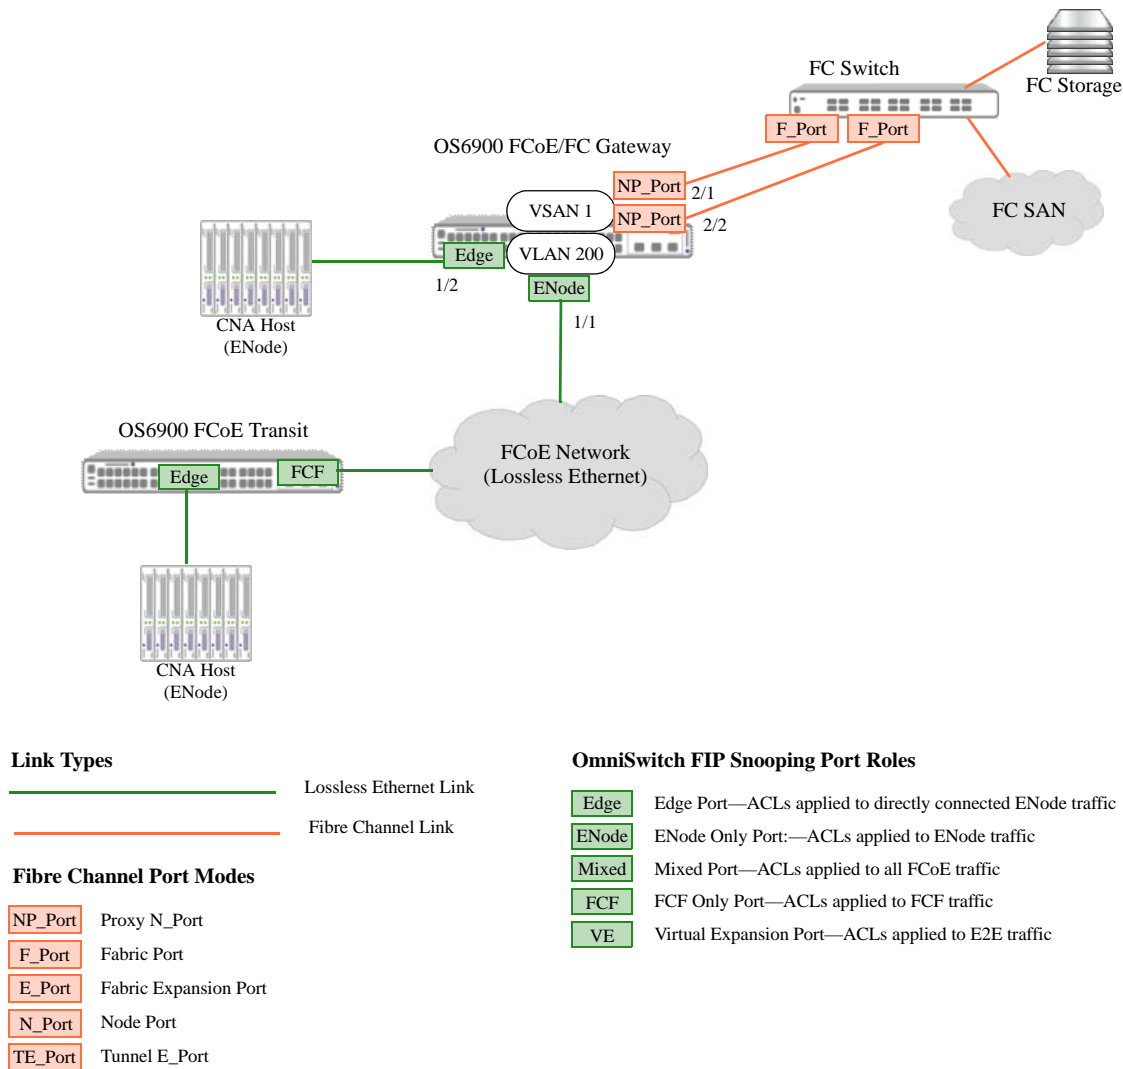 FC Switch
FC Storage
F_Port
F_Port
OS6900 FCoE/FC Gateway
NP_Port
2/1
VSAN 1
NP_Port
2/2
FC SAN
Edge
VLAN 200
1/2
ENode
1/1
CNA Host
(ENode)
OS6900 FCoE Transit
FCoE Network
(Lossless Ethernet)
Edge
FCF
CNA Host
(ENode)
Link Types
Lossless Ethernet Link
Fibre Channel Link
Fibre Channel Port Modes
NP_Port Proxy N_Port
F_Port Fabric Port
E_Port Fabric Expansion Port
N_Port Node Port
TE_Port Tunnel E_Port
OmniSwitch FIP Snooping Port Roles
Edge Edge Port—ACLs applied to directly connected ENode traffic
ENode ENode Only Port:—ACLs applied to ENode traffic
Mixed Mixed Port—ACLs applied to all FCoE traffic
FCF FCF Only Port—ACLs applied to FCF traffic
VE Virtual Expansion Port—ACLs applied to E2E traffic